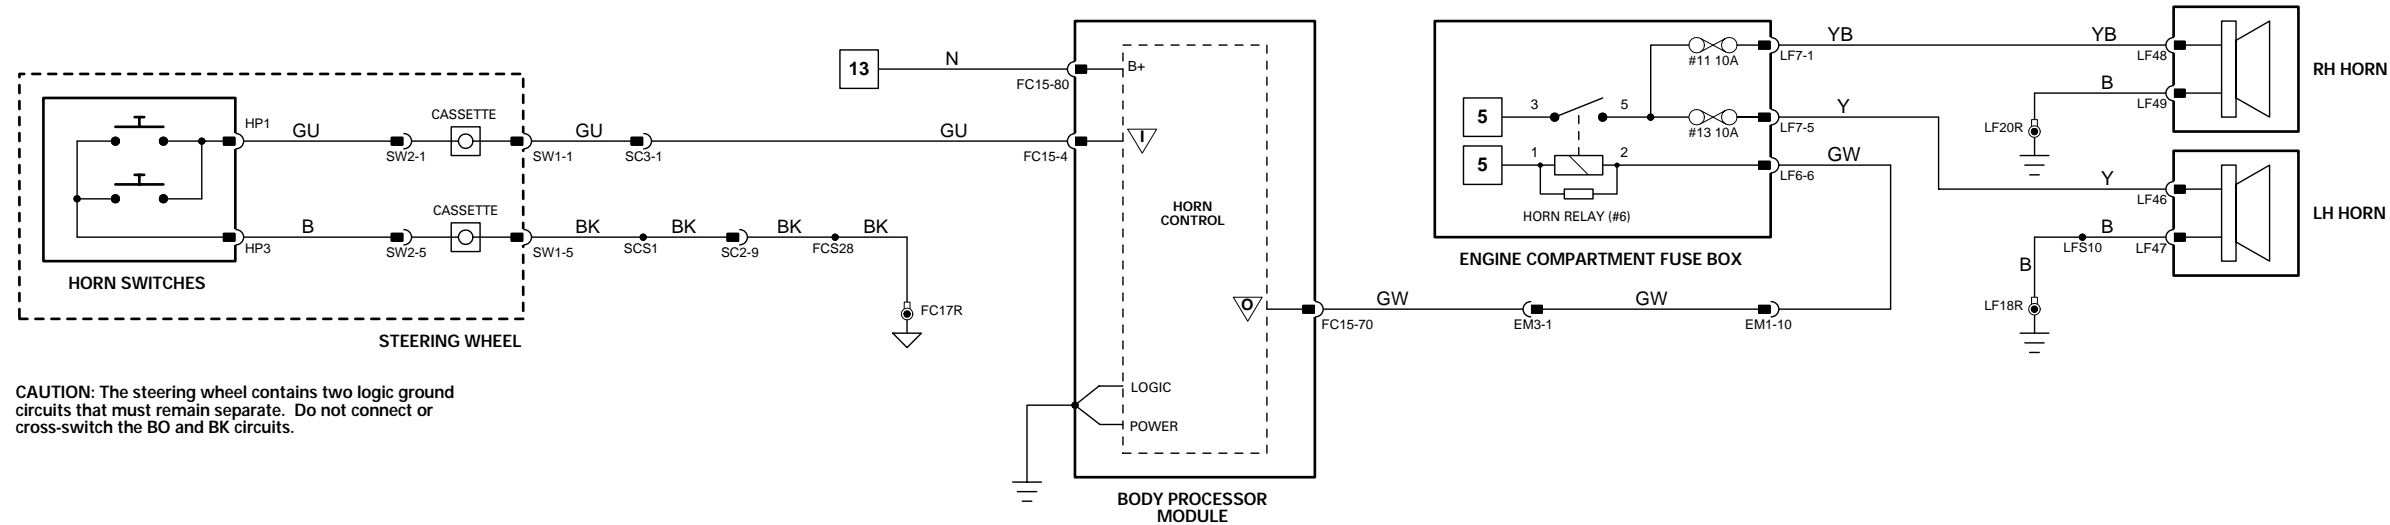 YB
YB
LF7-1
LF48
#11 10A
RH HORN
13
N
FC15-80
B+
B
LF49
LF20R
HP1
GU
CASSETTE
SW2-1
SW1-1
GU
SC3-1
GU
FC15-4
I
5
3
5
#13 10A
LF7-5
Y
5
1
2
LF6-6
GW
HORN RELAY (#6)
Y
LF46
LH HORN
HORN
CONTROL
CASSETTE
HP3
B
SW2-5
SW1-5
BK
SCS1
BK
SC2-9
BK
FCS28
BK
B
LFS10
LF47
B
LF18R
HORN SWITCHES
ENGINE COMPARTMENT FUSE BOX
FC17R
O
FC15-70
GW
EM3-1
GW
EM1-10
STEERING WHEEL
CAUTION: The steering wheel contains two logic ground
circuits that must remain separate. Do not connect or
cross-switch the BO and BK circuits.
LOGIC
POWER
BODY PROCESSOR
MODULE